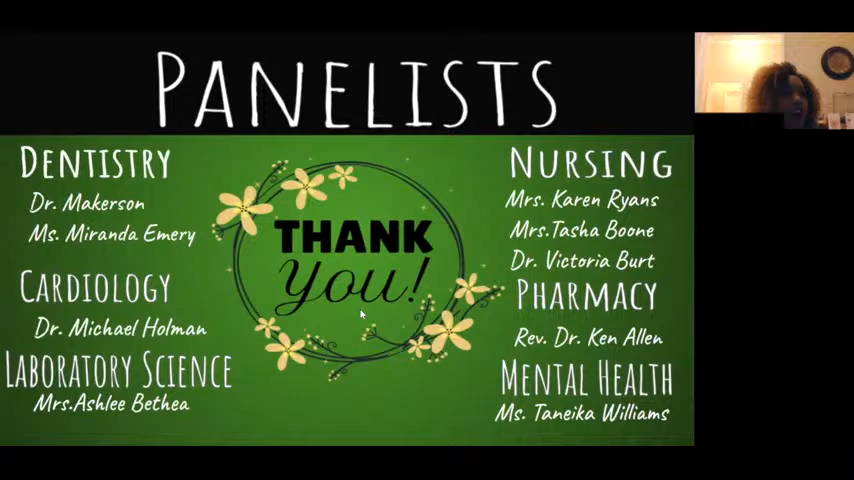 PANELISTS
DENTISTRY
Dr. Makerson
Ms. Miranda Emery
CARDIOLOGY
Dr. Michael Holman
LABORATORY SCIENCE
Mrs.Ashlee Bethea
THANK
You!
NURSING
Mrs. Karen Ryans
Mrs.Tasha Boone
Dr. Victoria Burt
PHARMACY
Rev. Dr. Ken Allen
MENTAL HEALTH
Ms. Taneika Williams